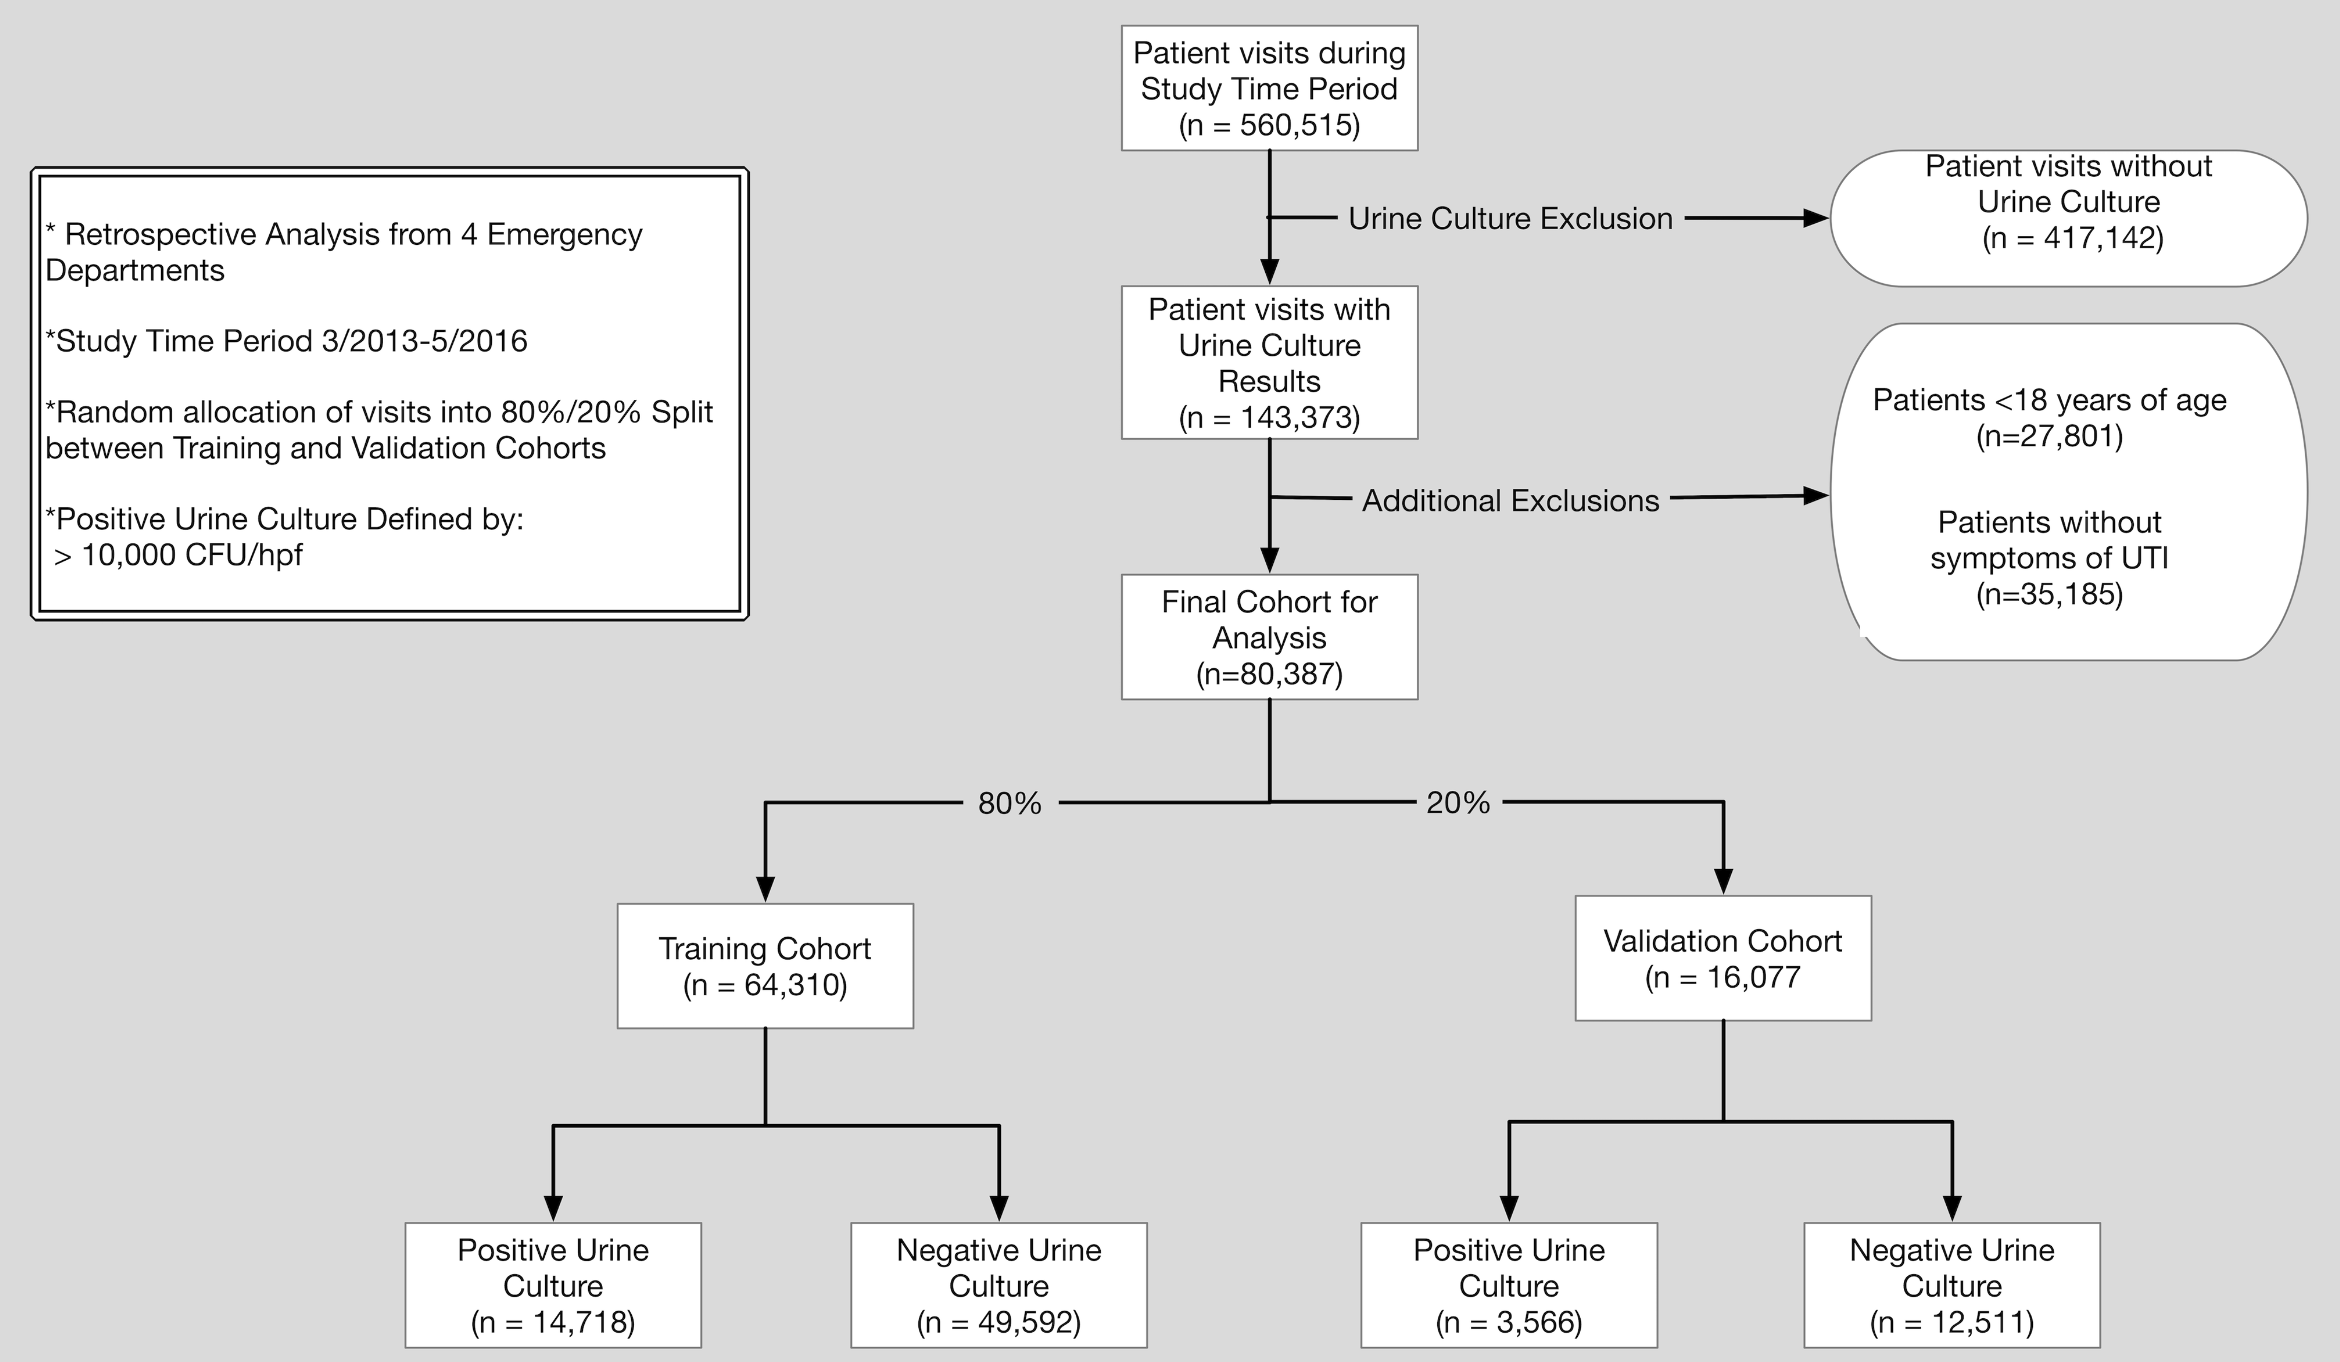 Patient visits during
Study Time Period
(n = 560,515)
Patient visits without
Urine Culture
(n = 417,142)
Urine Culture Exclusion
* Retrospective Analysis from 4 Emergency
Departments
*Study Time Period 3/2013-5/2016
*Random allocation of visits into 80%/20% Split
between Training and Validation Cohorts
*Positive Urine Culture Defined by:
> 10,000 CFU/hpf
Patient visits with
Urine Culture
Results
(n = 143,373)
Patients <18 years of age
(n=27,801)
Patients without
symptoms of UTI
(n=35,185)
Additional Exclusions
Final Cohort for
Analysis
(n=80,387)
80%
20%
Training Cohort
(n = 64,310)
Validation Cohort
(n = 16,077
Positive Urine
Culture
(n = 14,718)
Negative Urine
Culture
(n = 49,592)
Positive Urine
Culture
(n = 3,566)
Negative Urine
Culture
(n = 12,511)